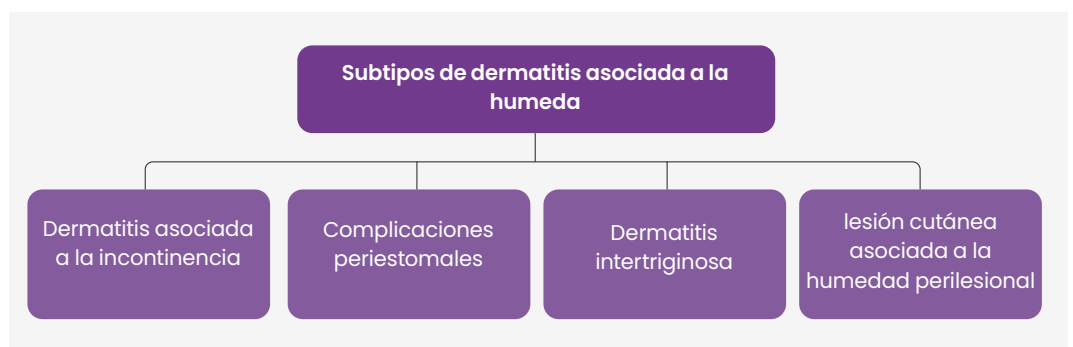 Subtipos de dermatitis asociada a la
humeda
Dermatitis asociada
a la incontinencia
Complicaciones
periestomales
Dermatitis
intertriginosa
lesión cutánea
asociada a la
humedad perilesional